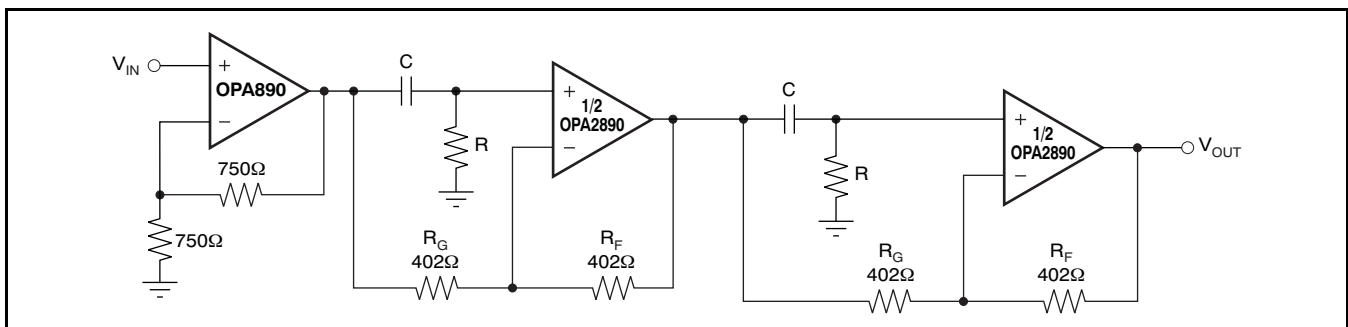 V_IN
+
OPA890
−
750Ω
750Ω
C
R
+
1/2
OPA2890
−
R_G
402Ω
R_F
402Ω
C
R
+
1/2
OPA2890
−
V_OUT
R_G
402Ω
R_F
402Ω